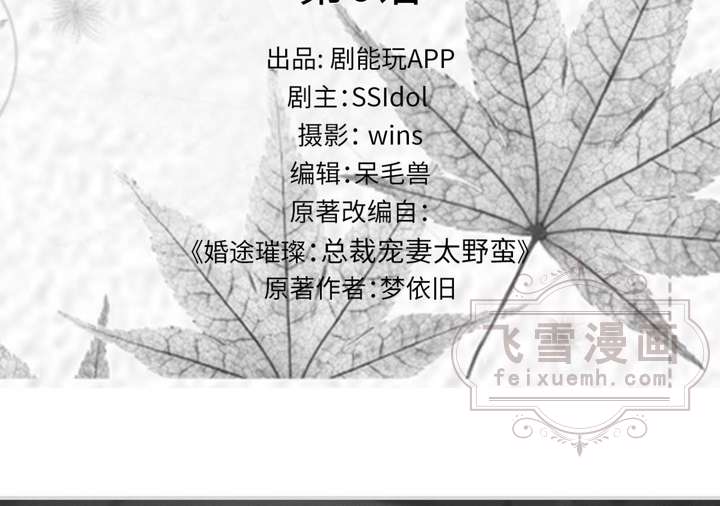 出品: 剧能玩APP
剧主：SSIdol
摄影： wins
编辑：呆毛兽
原著改编自：
《婚途璀璨：总裁宠妻太野蛮》
原著作者：梦依旧
飞雪漫画
feixuemh.com